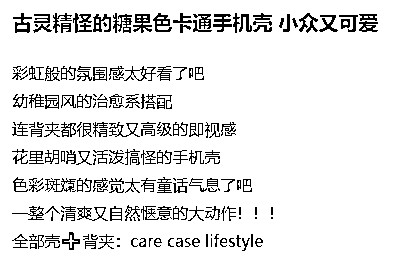 古灵精怪的糖果色卡通手机壳 小众又可爱
彩虹般的氛围感太好看了吧
幼稚园风的治愈系搭配
连背夹都很精致又高级的即视感
花里胡哨又活泼搞怪的手机壳
色彩斑斓的感觉太有童话气息了吧
一整个清爽又自然惬意的大动作！！！
全部壳➕背夹：care case lifestyle